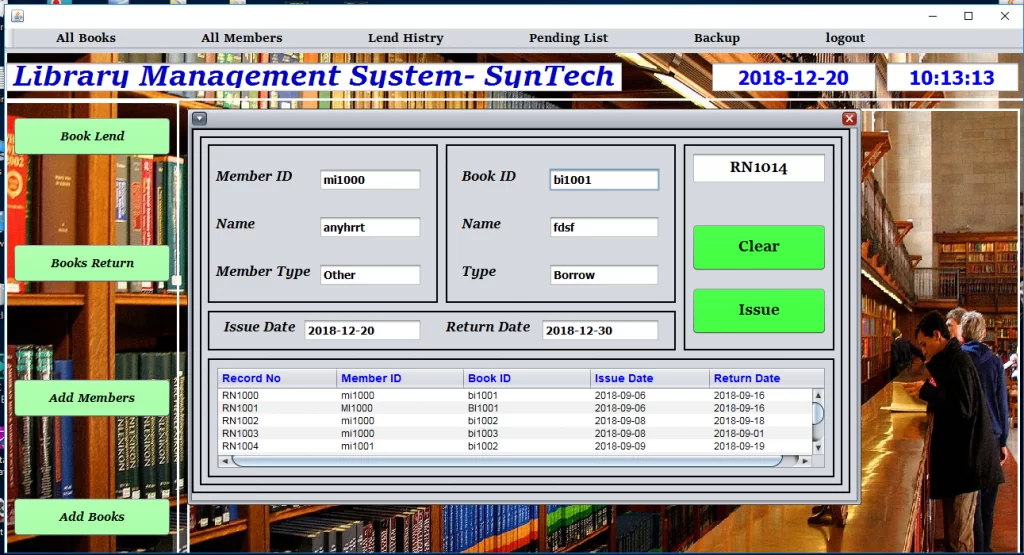 All Books All Members Lend Histry Pending List Backup logout
Library Management System- SynTech 2018-12-20 10:13:13
Book Lend
Books Return
Add Members
Add Books
Member ID mi1000
Name anyhrrt
Member Type Other
Book ID bi1001
Name fdsf
Type Borrow
RN1014
Clear
Issue
Issue Date 2018-12-20 Return Date 2018-12-30
Record No Member ID Book ID Issue Date Return Date
RN1000 mi1000 bi1001 2018-09-06 2018-09-16
RN1001 MI1000 BI1001 2018-09-06 2018-09-16
RN1002 mi1000 bi1002 2018-09-08 2018-09-18
RN1003 mi1000 bi1003 2018-09-08 2018-09-01
RN1004 mi1001 bi1002 2018-09-09 2018-09-19
2002
LEXIKON